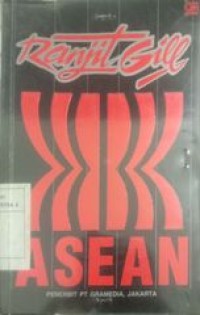 Ranjit Gill
ASEAN
PENERBIT PT GRAMEDIA, JAKARTA